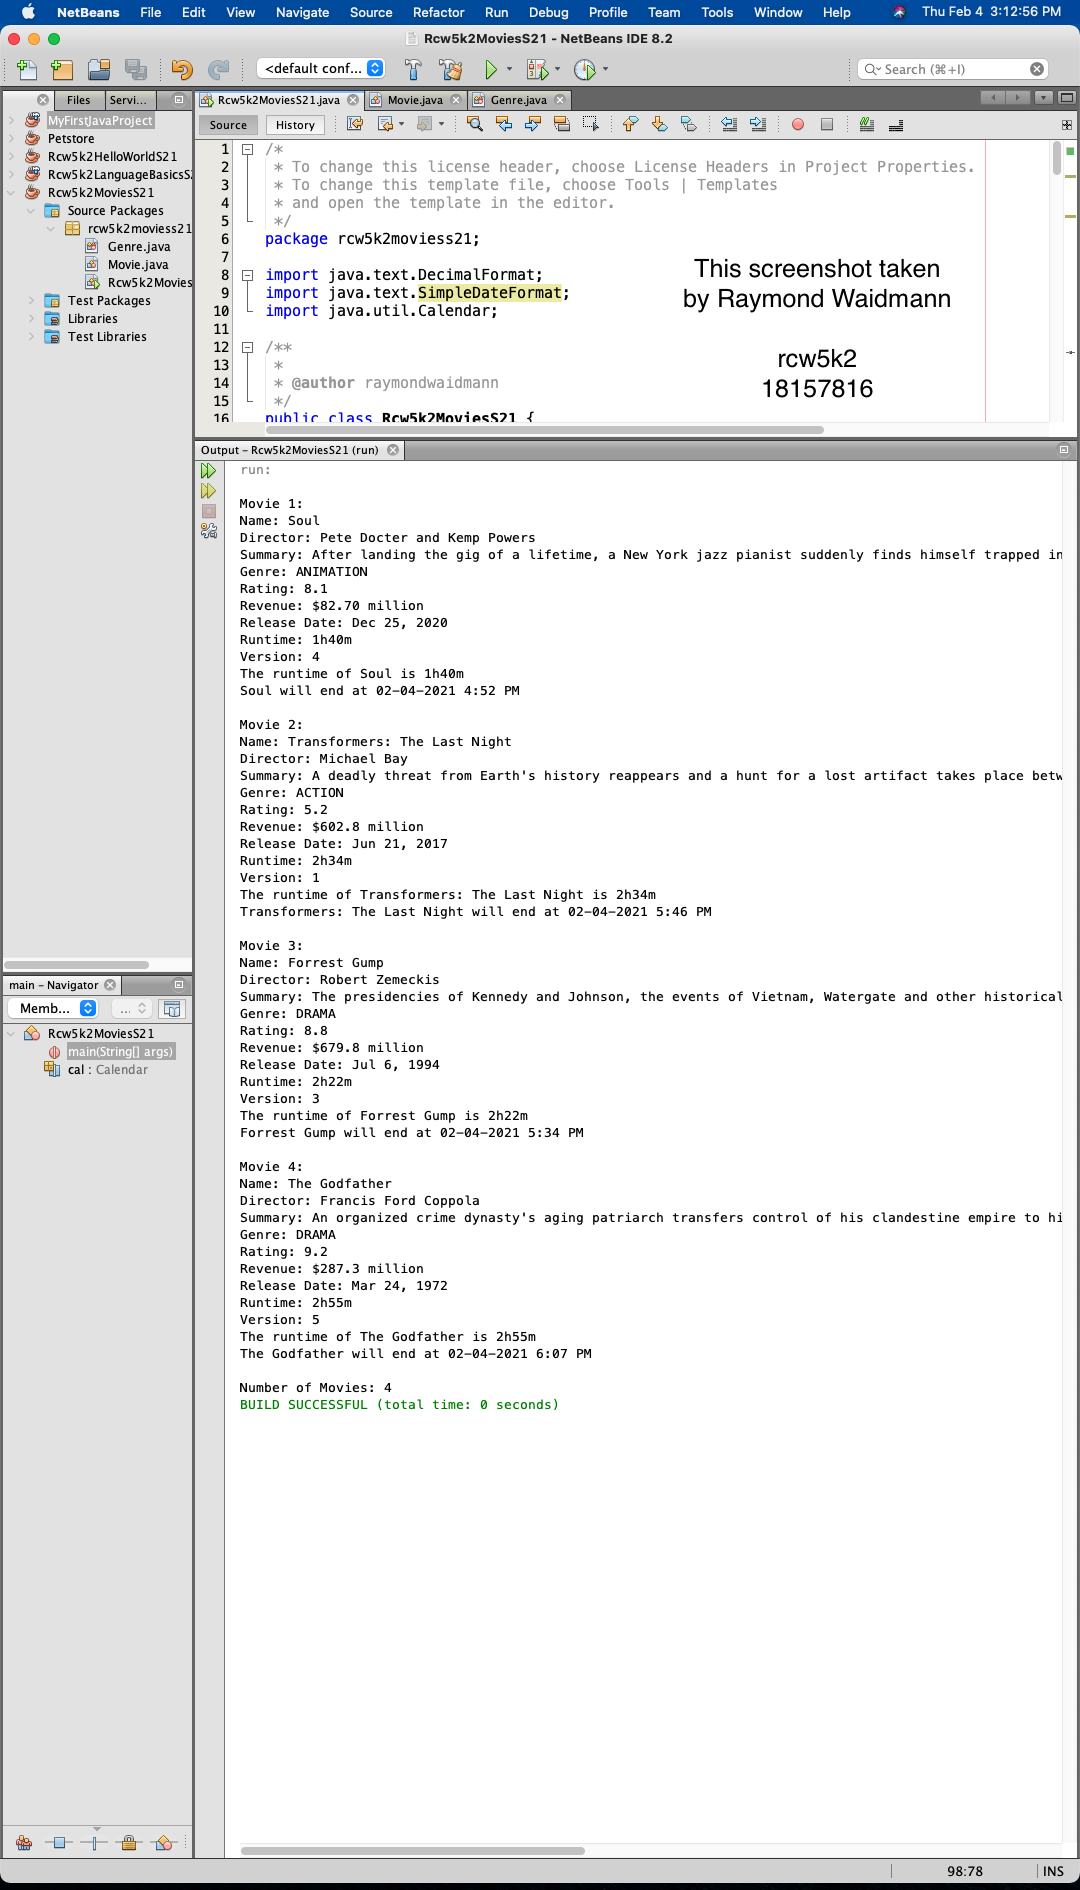 NetBeans File Edit View Navigate Source Refactor Run Debug Profile Team Tools Window Help Thu Feb 4 3:12:56 PM
Rcw5k2MoviesS21 - NetBeans IDE 8.2
<default conf... Search (⌘+I)
Files Servi...
MyFirstJavaProject
Petstore
Rcw5k2HelloWorldS21
Rcw5k2LanguageBasicsS
Rcw5k2MoviesS21
Source Packages
rcw5k2moviess21
Genre.java
Movie.java
Rcw5k2Movies
Test Packages
Libraries
Test Libraries
Rcw5k2MoviesS21.java Movie.java Genre.java
Source History
1 /*
2 * To change this license header, choose License Headers in Project Properties.
3 * To change this template file, choose Tools | Templates
4 * and open the template in the editor.
5 */
6 package rcw5k2moviess21;
7
8 import java.text.DecimalFormat;
9 import java.text.SimpleDateFormat;
10 import java.util.Calendar;
11
12 /**
13 *
14 * @author raymondwaidmann
15 */
16 public class Rcw5k2MoviesS21 {
This screenshot taken
by Raymond Waidmann
rcw5k2
18157816
Output - Rcw5k2MoviesS21 (run)
run:
Movie 1:
Name: Soul
Director: Pete Docter and Kemp Powers
Summary: After landing the gig of a lifetime, a New York jazz pianist suddenly finds himself trapped in
Genre: ANIMATION
Rating: 8.1
Revenue: $82.70 million
Release Date: Dec 25, 2020
Runtime: 1h40m
Version: 4
The runtime of Soul is 1h40m
Soul will end at 02-04-2021 4:52 PM
Movie 2:
Name: Transformers: The Last Night
Director: Michael Bay
Summary: A deadly threat from Earth's history reappears and a hunt for a lost artifact takes place betw
Genre: ACTION
Rating: 5.2
Revenue: $602.8 million
Release Date: Jun 21, 2017
Runtime: 2h34m
Version: 1
The runtime of Transformers: The Last Night is 2h34m
Transformers: The Last Night will end at 02-04-2021 5:46 PM
Movie 3:
Name: Forrest Gump
Director: Robert Zemeckis
Summary: The presidencies of Kennedy and Johnson, the events of Vietnam, Watergate and other historical
Genre: DRAMA
Rating: 8.8
Revenue: $679.8 million
Release Date: Jul 6, 1994
Runtime: 2h22m
Version: 3
The runtime of Forrest Gump is 2h22m
Forrest Gump will end at 02-04-2021 5:34 PM
Movie 4:
Name: The Godfather
Director: Francis Ford Coppola
Summary: An organized crime dynasty's aging patriarch transfers control of his clandestine empire to hi
Genre: DRAMA
Rating: 9.2
Revenue: $287.3 million
Release Date: Mar 24, 1972
Runtime: 2h55m
Version: 5
The runtime of The Godfather is 2h55m
The Godfather will end at 02-04-2021 6:07 PM
Number of Movies: 4
BUILD SUCCESSFUL (total time: 0 seconds)
main - Navigator
Memb... ...
Rcw5k2MoviesS21
main(String[] args)
cal : Calendar
98:78 INS